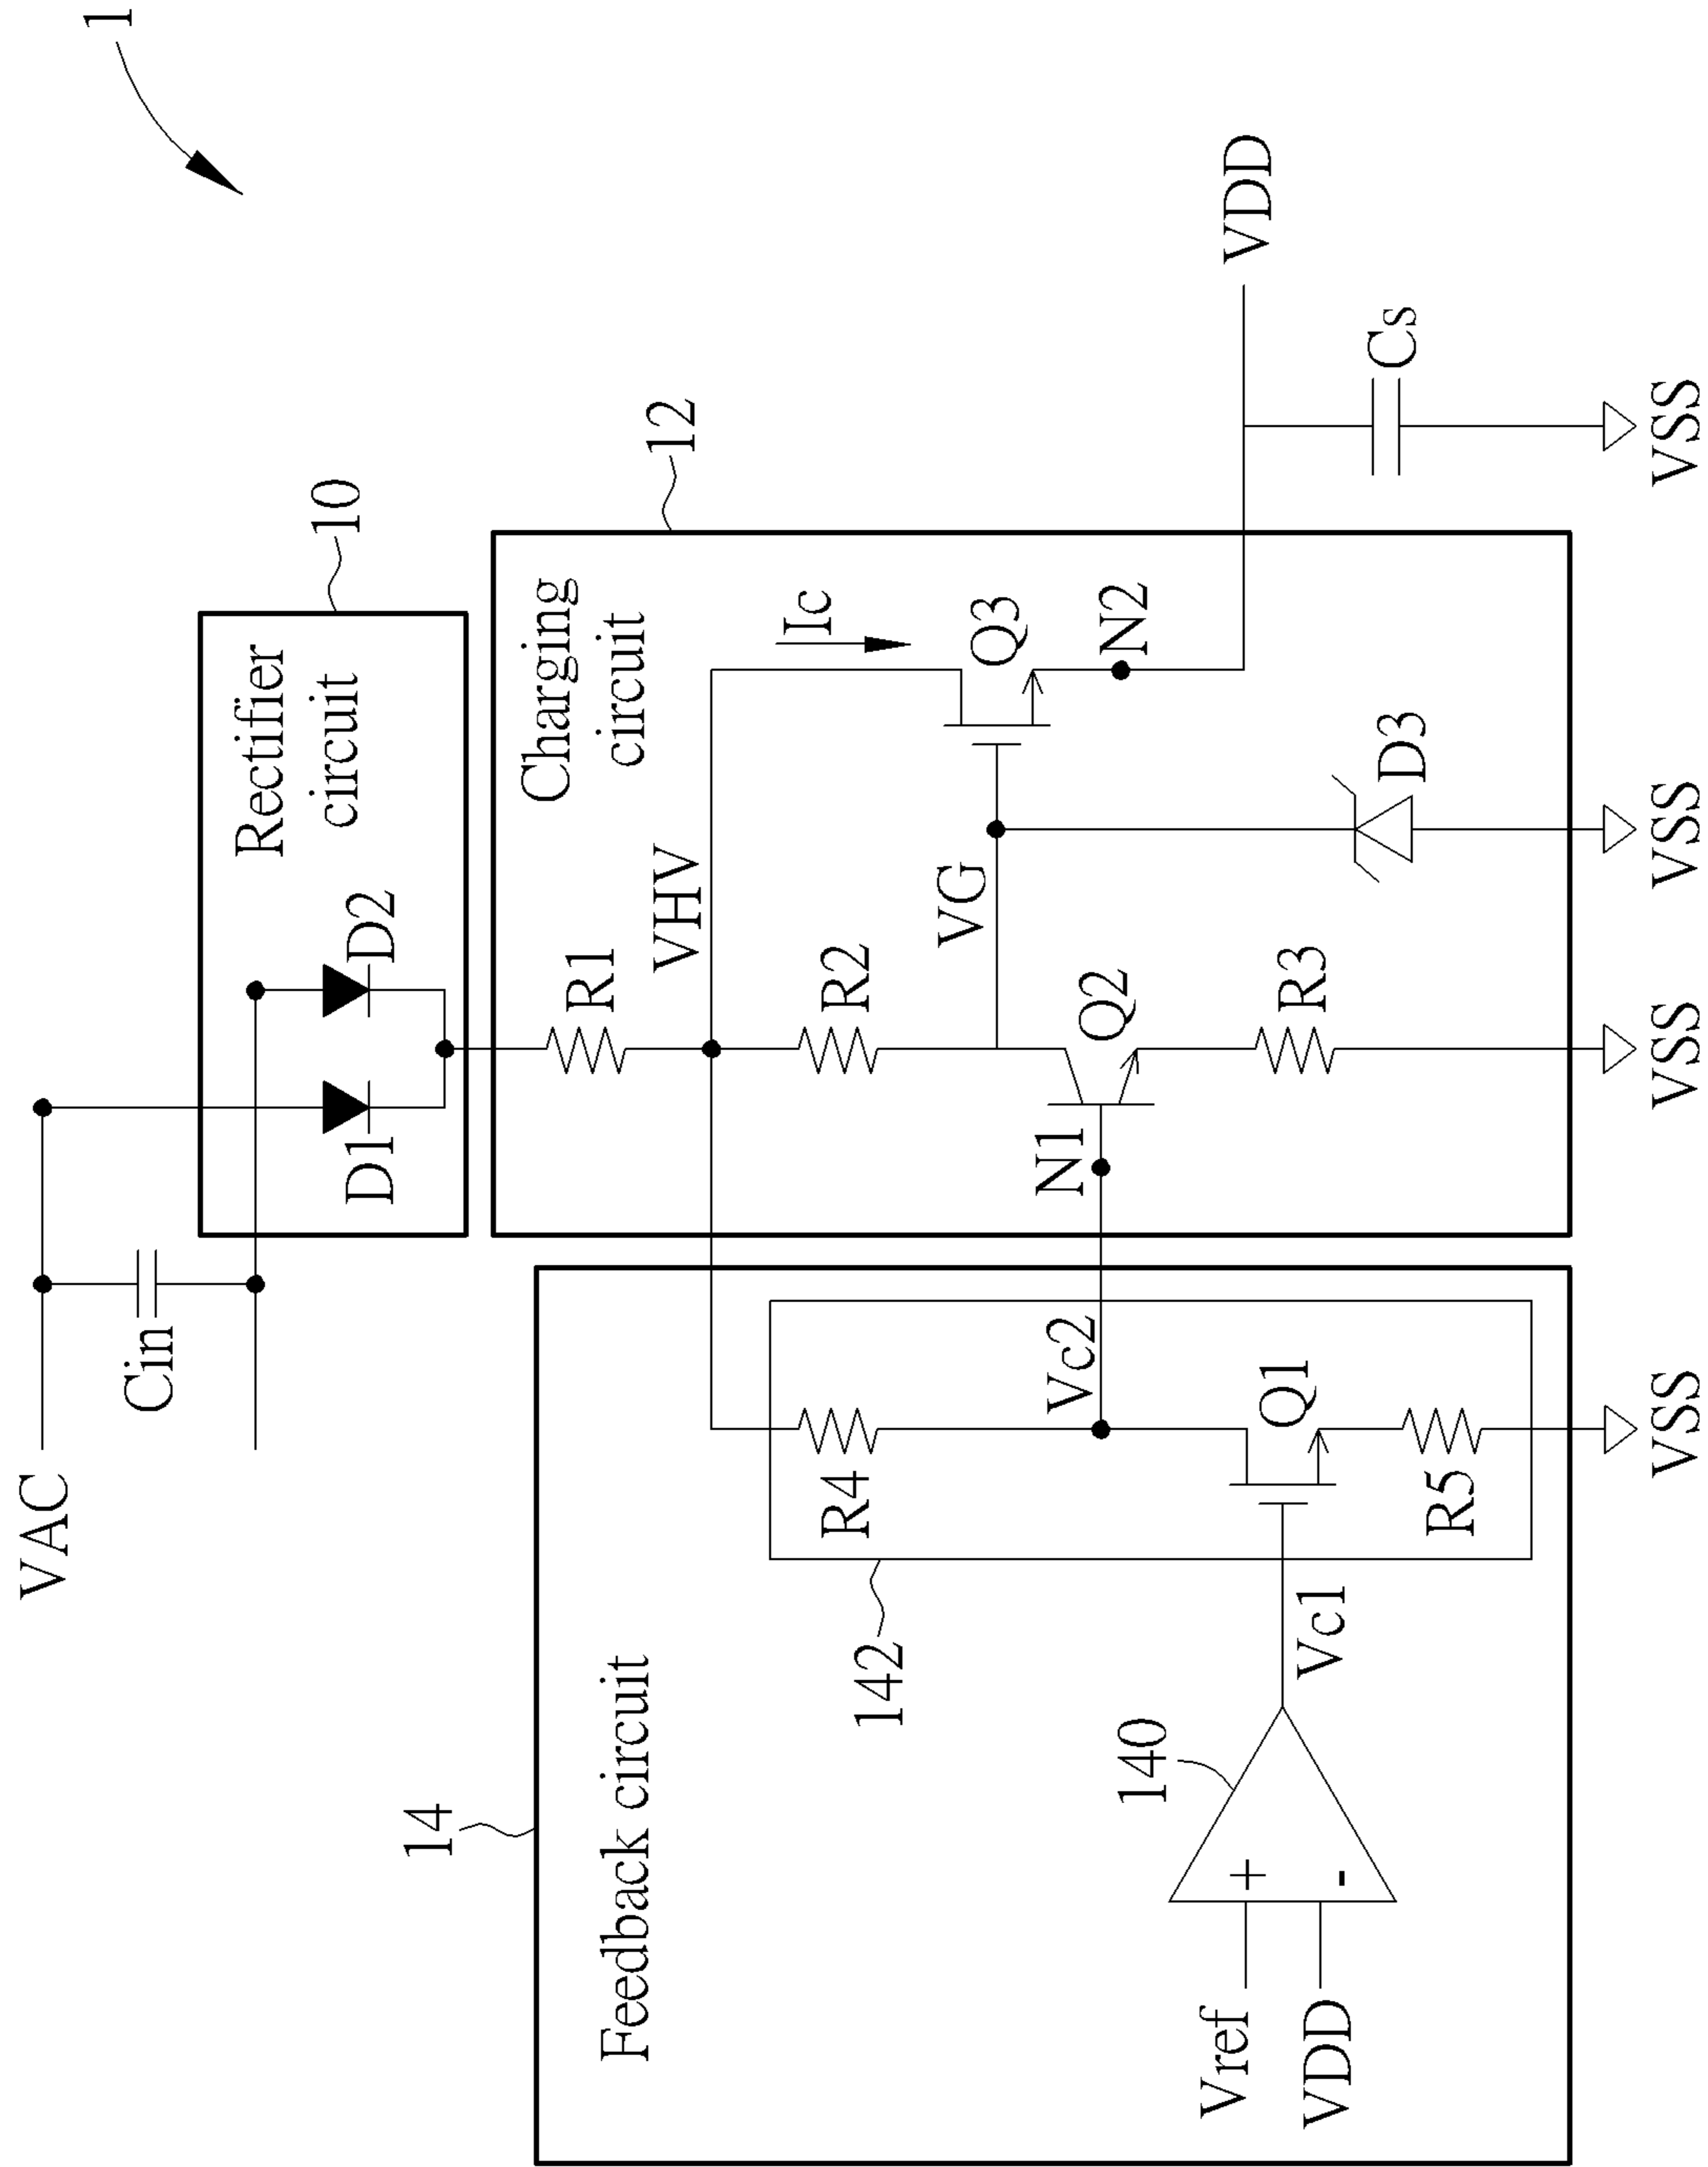 1
VAC
Cin
10
Rectifier
circuit
D1
D2
12
Charging
circuit
R1
VHV
Ic
R2
VG
Q3
N1
Q2
N2
R3
D3
VDD
Cs
14
Feedback circuit
142
R4
Vc2
140
Q1
Vc1
R5
Vref
VDD
+
-
VSS
VSS
VSS
VSS